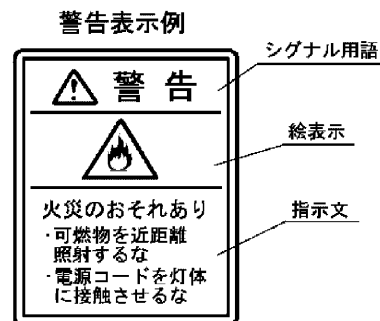 警告表示例
シグナル用語
警告
絵表示
火災のおそれあり
指示文
・可燃物を近距離
照射するな
・電源コードを灯体
に接触させるな